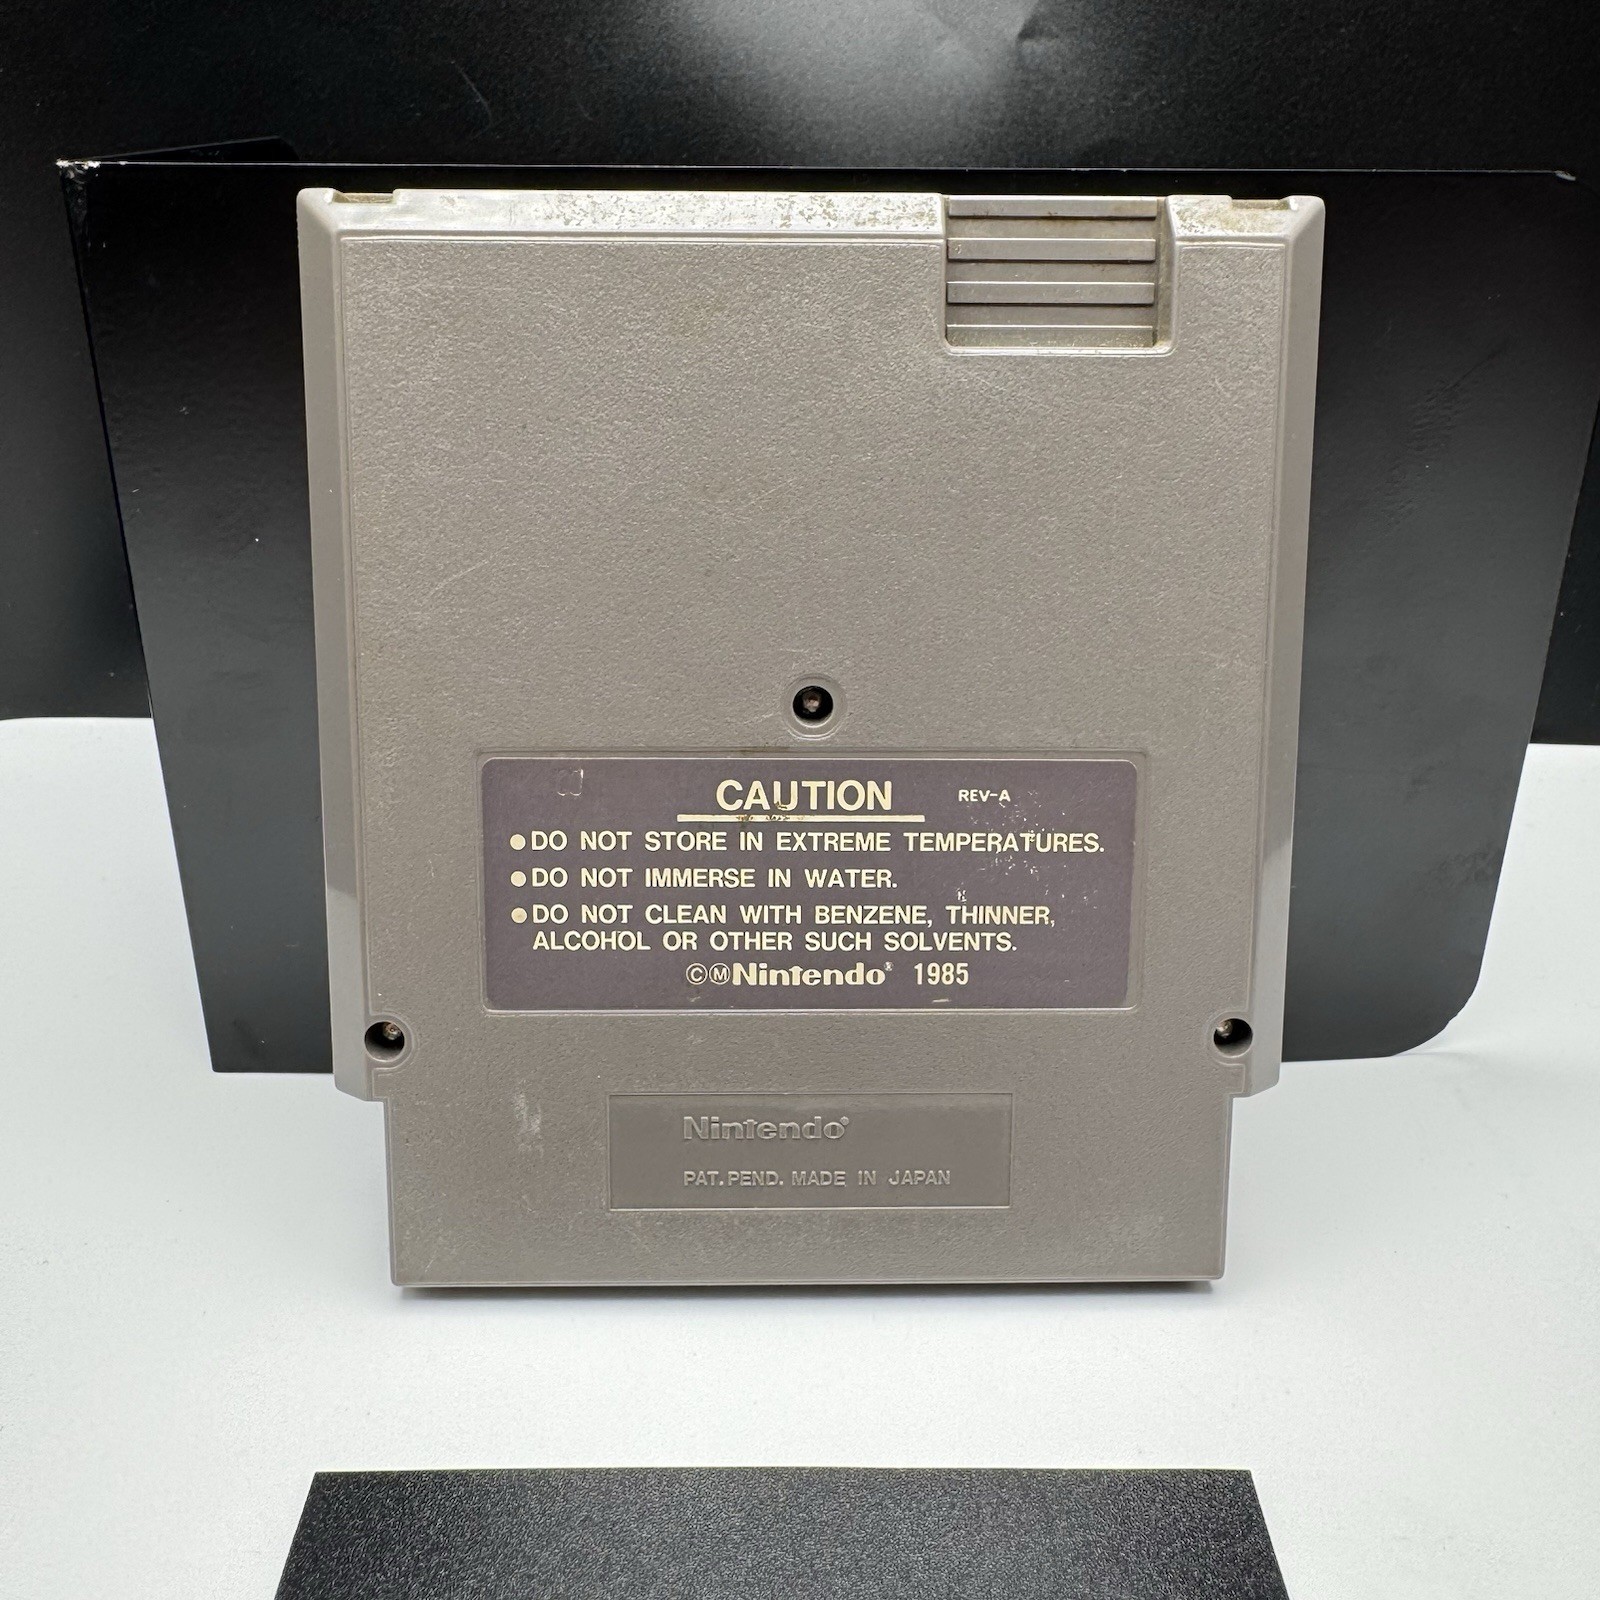 CAUTION REV-A
●DO NOT STORE IN EXTREME TEMPERATURES.
●DO NOT IMMERSE IN WATER.
●DO NOT CLEAN WITH BENZENE, THINNER,
ALCOHOL OR OTHER SUCH SOLVENTS.
©ⓂNintendo® 1985
Nintendo®
PAT. PEND. MADE IN JAPAN